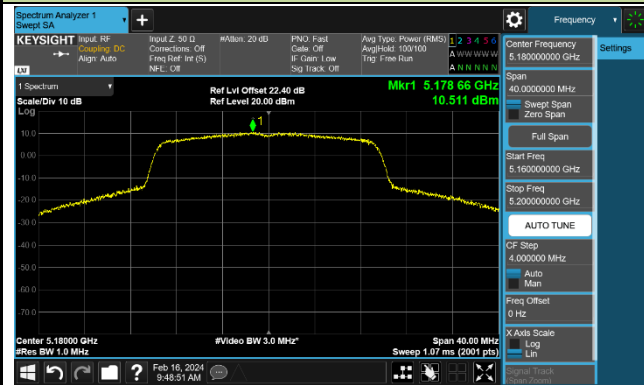 Spectrum Analyzer 1
Swept SA
+
Frequency
KEYSIGHT
Input: RF
Coupling: DC
Align: Auto
Input Z: 50 Ω
Corrections: Off
Freq Ref: Int (S)
NFE: Off
#Atten: 20 dB
PNO: Fast
Gate: Off
IF Gain: Low
Sig Track: Off
Avg Type: Power (RMS)
Avg|Hold: 100/100
Trig: Free Run
1 2 3 4 5 6
A W W W W W
A N N N N N
LXI
1 Spectrum
Scale/Div 10 dB
Log
Ref Lvl Offset 22.40 dB
Ref Level 20.00 dBm
Mkr1 5.178 66 GHz
10.511 dBm
1
10.0
0.00
-10.0
-20.0
-30.0
-40.0
-50.0
-60.0
-70.0
Center 5.18000 GHz
#Res BW 1.0 MHz
#Video BW 3.0 MHz*
Span 40.00 MHz
Sweep 1.07 ms (2001 pts)
Center Frequency
5.180000000 GHz
Span
40.0000000 MHz
Swept Span
Zero Span
Full Span
Start Freq
5.160000000 GHz
Stop Freq
5.200000000 GHz
AUTO TUNE
CF Step
4.000000 MHz
Auto
Man
Freq Offset
0 Hz
X Axis Scale
Log
Lin
Signal Track
(Span Zoom)
Settings
?
Feb 16, 2024
9:48:51 AM